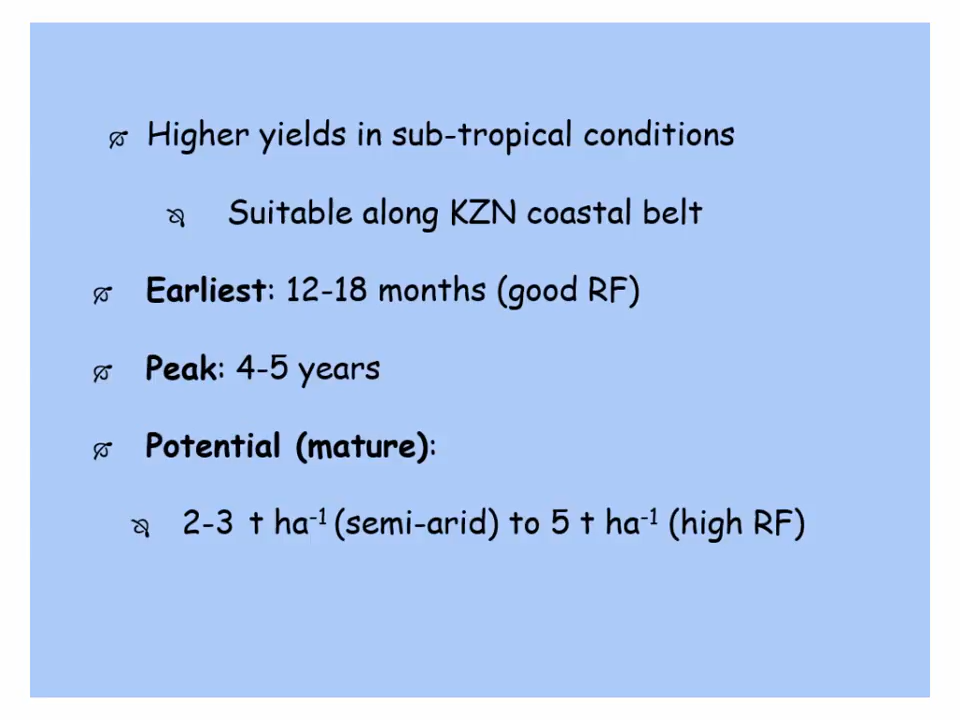 Higher yields in sub-tropical conditions
Suitable along KZN coastal belt
Earliest: 12-18 months (good RF)
Peak: 4-5 years
Potential (mature):
2-3 t ha⁻¹ (semi-arid) to 5 t ha⁻¹ (high RF)